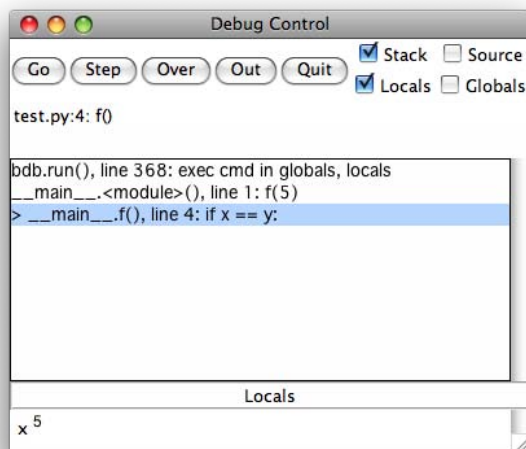 Debug Control
Go Step Over Out Quit
Stack Source
Locals Globals
test.py:4: f()
bdb.run(), line 368: exec cmd in globals, locals
__main__.<module>(), line 1: f(5)
> __main__.f(), line 4: if x == y:
Locals
x 5